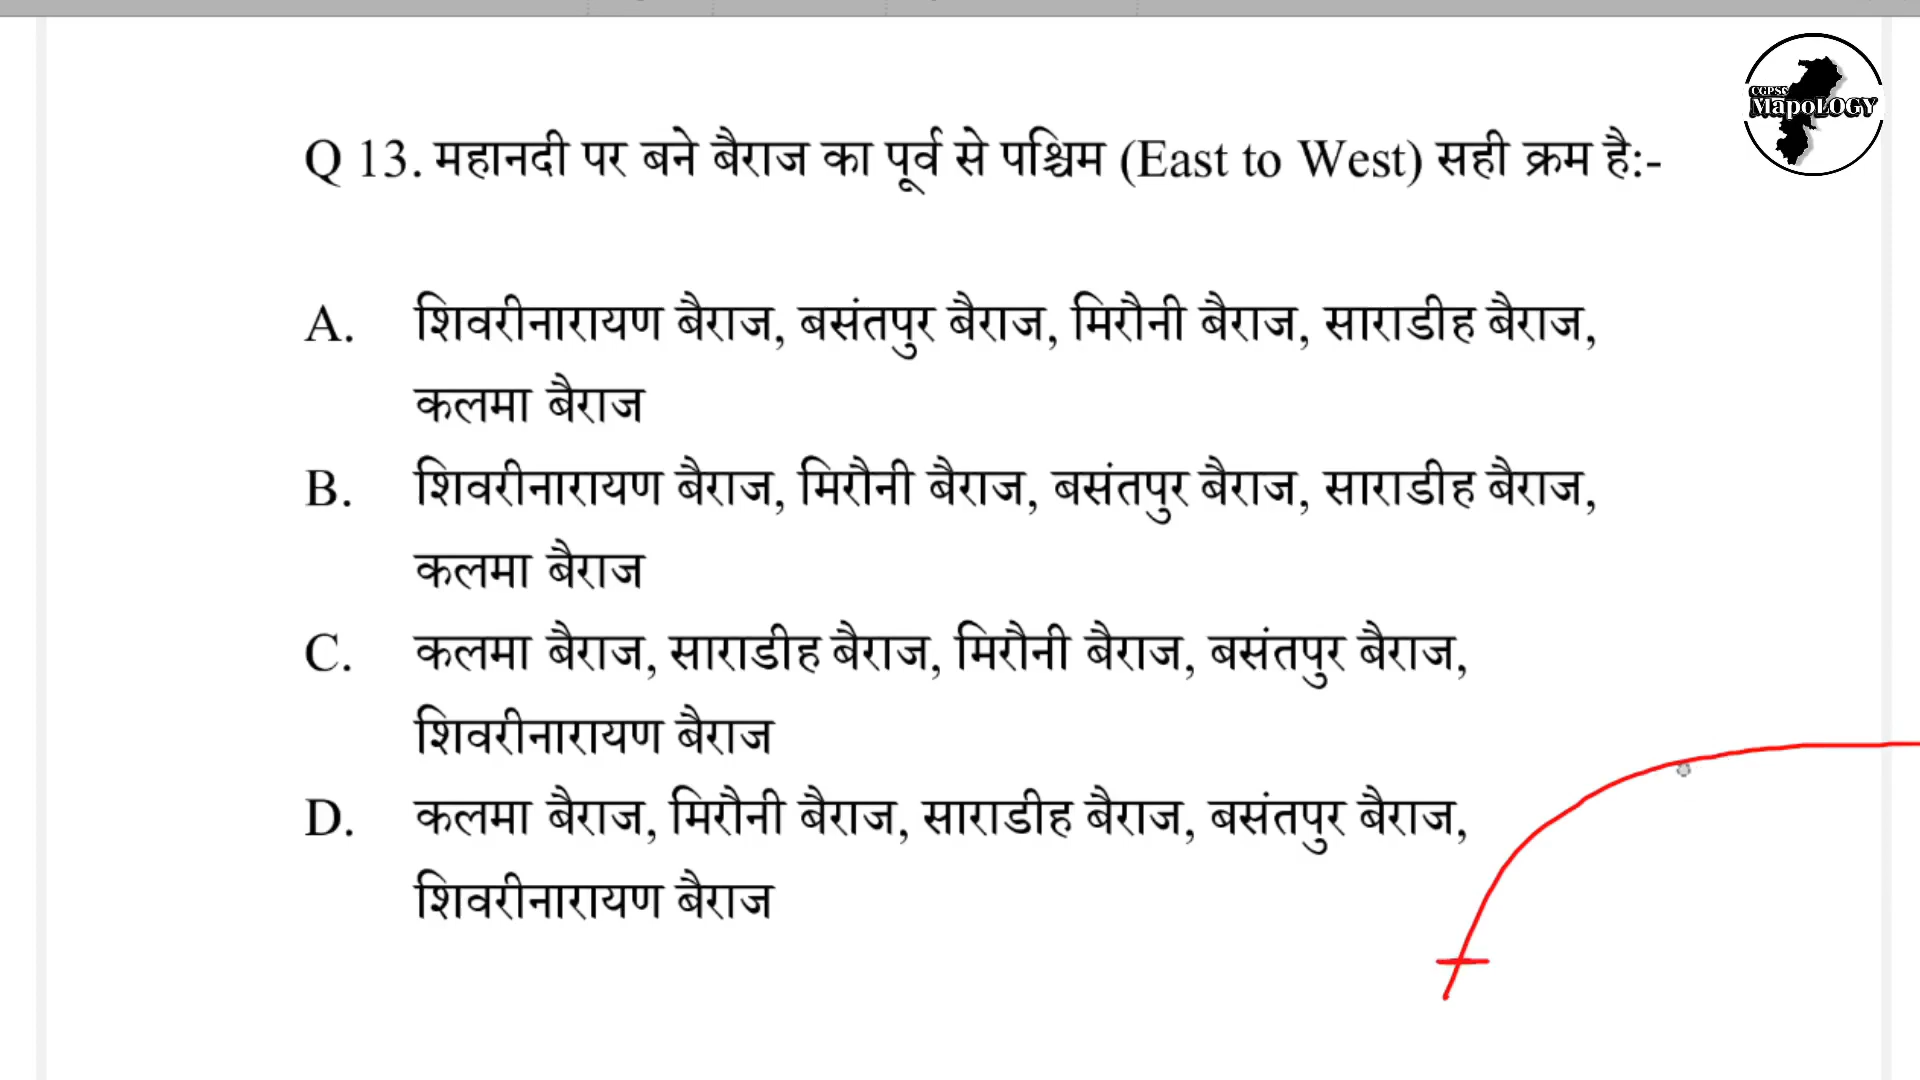 CGPSC
MapoLOGY
Q 13. महानदी पर बने बैराज का पूर्व से पश्चिम (East to West) सही क्रम है:-
A. शिवरीनारायण बैराज, बसंतपुर बैराज, मिरौनी बैराज, साराडीह बैराज,
कलमा बैराज
B. शिवरीनारायण बैराज, मिरौनी बैराज, बसंतपुर बैराज, साराडीह बैराज,
कलमा बैराज
C. कलमा बैराज, साराडीह बैराज, मिरौनी बैराज, बसंतपुर बैराज,
शिवरीनारायण बैराज
D. कलमा बैराज, मिरौनी बैराज, साराडीह बैराज, बसंतपुर बैराज,
शिवरीनारायण बैराज